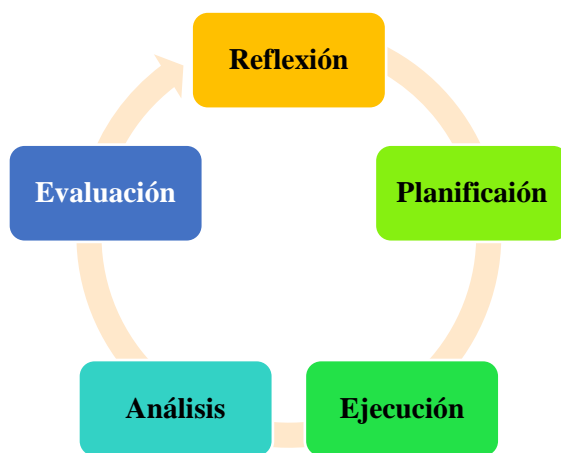 Reflexión
Planificaión
Ejecución
Análisis
Evaluación